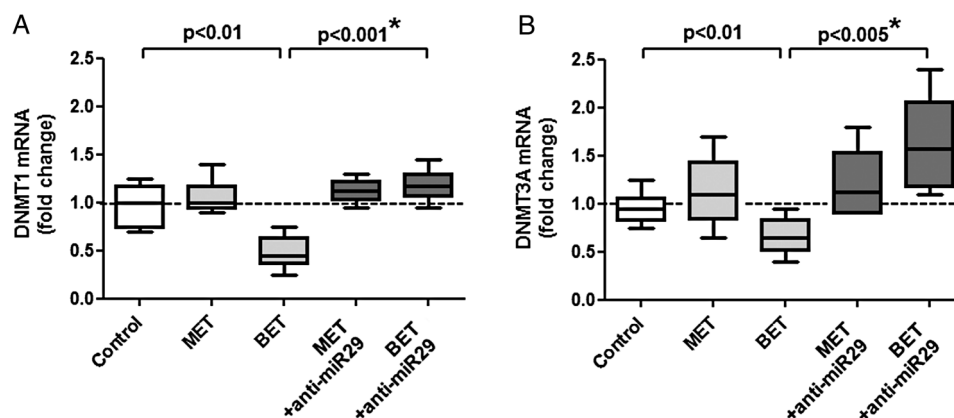 A
p<0.01
p<0.001*
DNMT1 mRNA
(fold change)
2.5
2.0
1.5
1.0
0.5
0.0
Control
MET
BET
MET
+anti-miR29
BET
+anti-miR29
B
p<0.01
p<0.005*
DNMT3A mRNA
(fold change)
2.5
2.0
1.5
1.0
0.5
0.0
Control
MET
BET
MET
+anti-miR29
BET
+anti-miR29